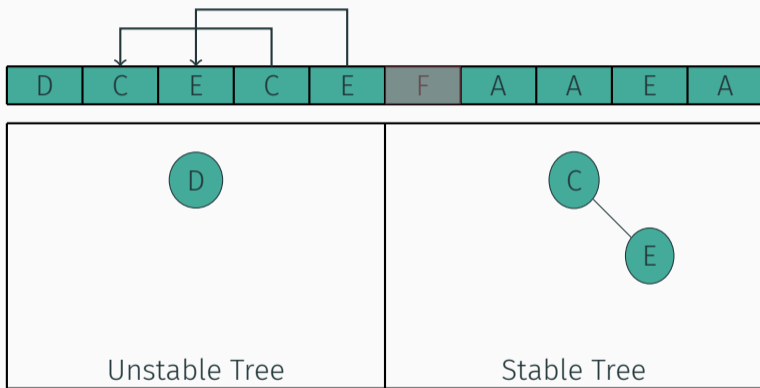 D C E C E F A A E A
D
C
E
Unstable Tree
Stable Tree